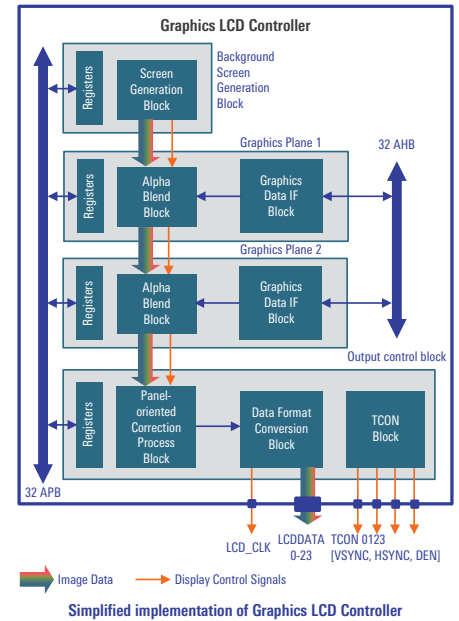 Graphics LCD Controller
Registers
Screen
Generation
Block
Background
Screen
Generation
Block
Graphics Plane 1
32 AHB
Registers
Alpha
Blend
Block
Graphics
Data IF
Block
Graphics Plane 2
Registers
Alpha
Blend
Block
Graphics
Data IF
Block
Output control block
Registers
Panel-
oriented
Correction
Process
Block
Data Format
Conversion
Block
TCON
Block
32 APB
LCD_CLK
LCDDATA
0-23
TCON 0123
[VSYNC, HSYNC, DEN]
Image Data
Display Control Signals
Simplified implementation of Graphics LCD Controller